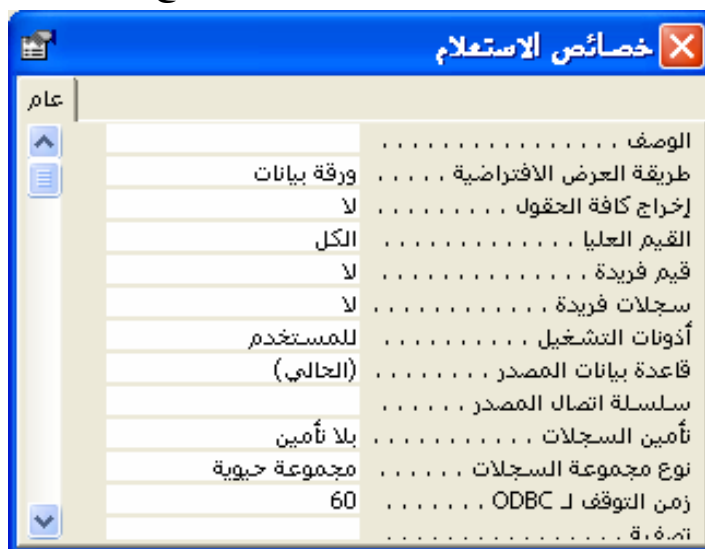 خصائص الاستعلام
عام
الوصف . . . . . . . . . . . . . . . .
طريقة العرض الافتراضية . . . . . ورقة بيانات
إخراج كافة الحقول . . . . . . . . . لا
القيم العليا . . . . . . . . . . . . . الكل
قيم فريدة . . . . . . . . . . . . . . لا
سجلات فريدة . . . . . . . . . . . . لا
أذونات التشغيل . . . . . . . . . . للمستخدم
قاعدة بيانات المصدر . . . . . . . . (الحالي)
سلسلة اتصال المصدر . . . . . .
تأمين السجلات . . . . . . . . . . . بلا تأمين
نوع مجموعة السجلات . . . . . . مجموعة حيوية
زمن التوقف لـ ODBC . . . . . . . 60
تصفية . . . . . . . . . . . . . . . .